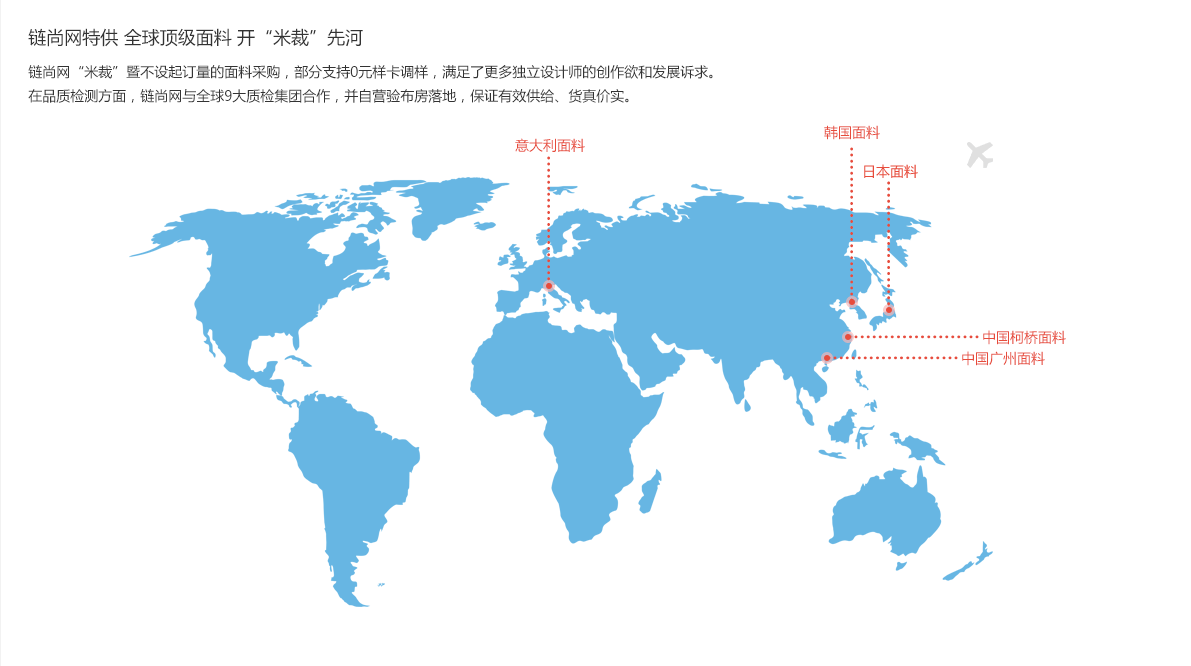 链尚网特供 全球顶级面料 开“米裁”先河
链尚网“米裁”暨不设起订量的面料采购，部分支持0元样卡调样，满足了更多独立设计师的创作欲和发展诉求。
在品质检测方面，链尚网与全球9大质检集团合作，并自营验布房落地，保证有效供给、货真价实。
韩国面料
意大利面料
日本面料
中国柯桥面料
中国广州面料